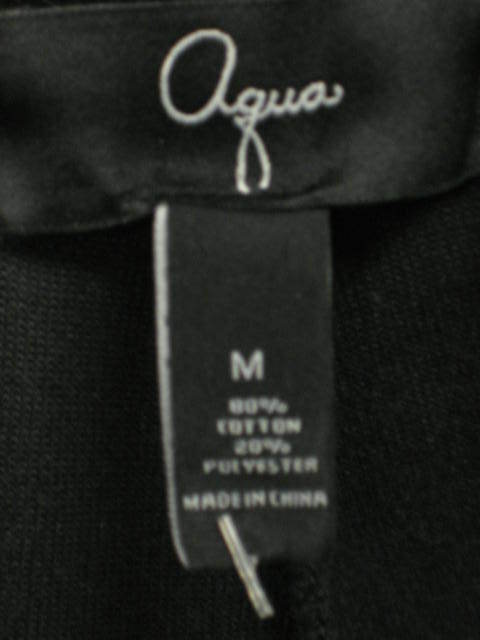 Aqua
M
80%
COTTON
20%
POLYESTER
MADE IN CHINA